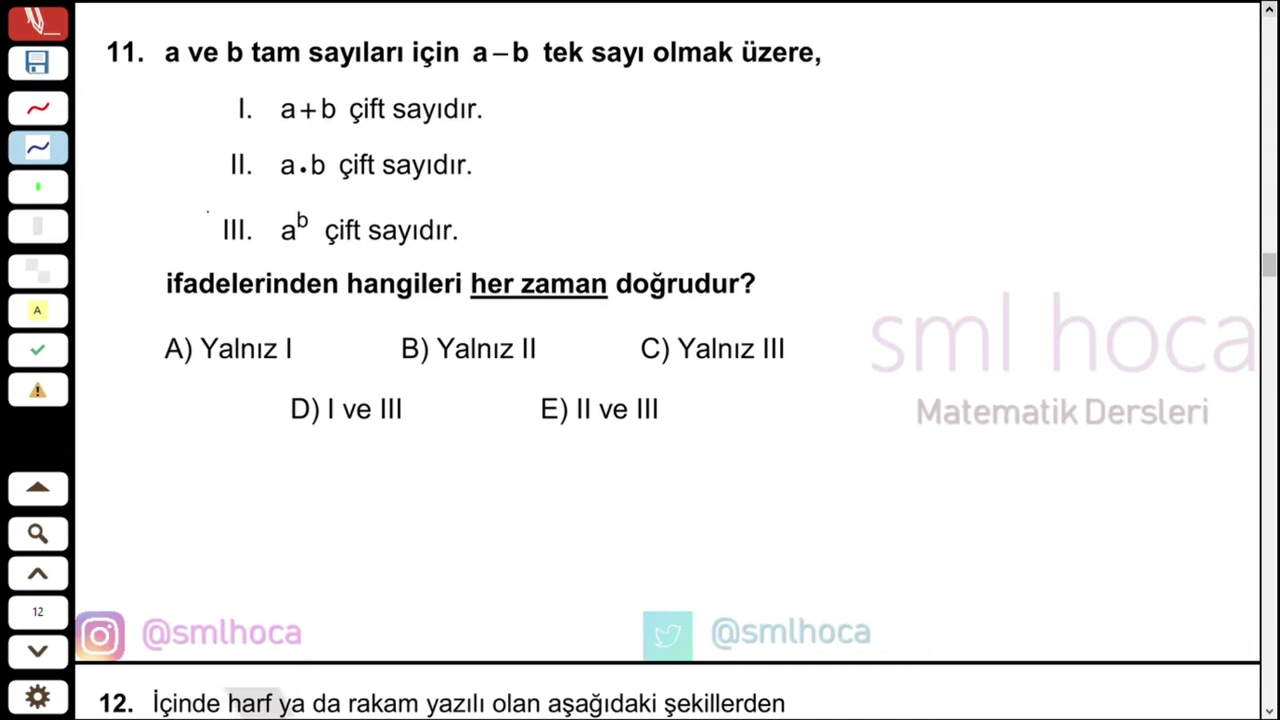 11. a ve b tam sayıları için a – b tek sayı olmak üzere,
I. a + b çift sayıdır.
II. a • b çift sayıdır.
III. aᵇ çift sayıdır.
ifadelerinden hangileri her zaman doğrudur?
A) Yalnız I B) Yalnız II C) Yalnız III
D) I ve III E) II ve III
sml hoca
Matematik Dersleri
A
12
@smlhoca @smlhoca
12. İçinde harf ya da rakam yazılı olan aşağıdaki şekillerden